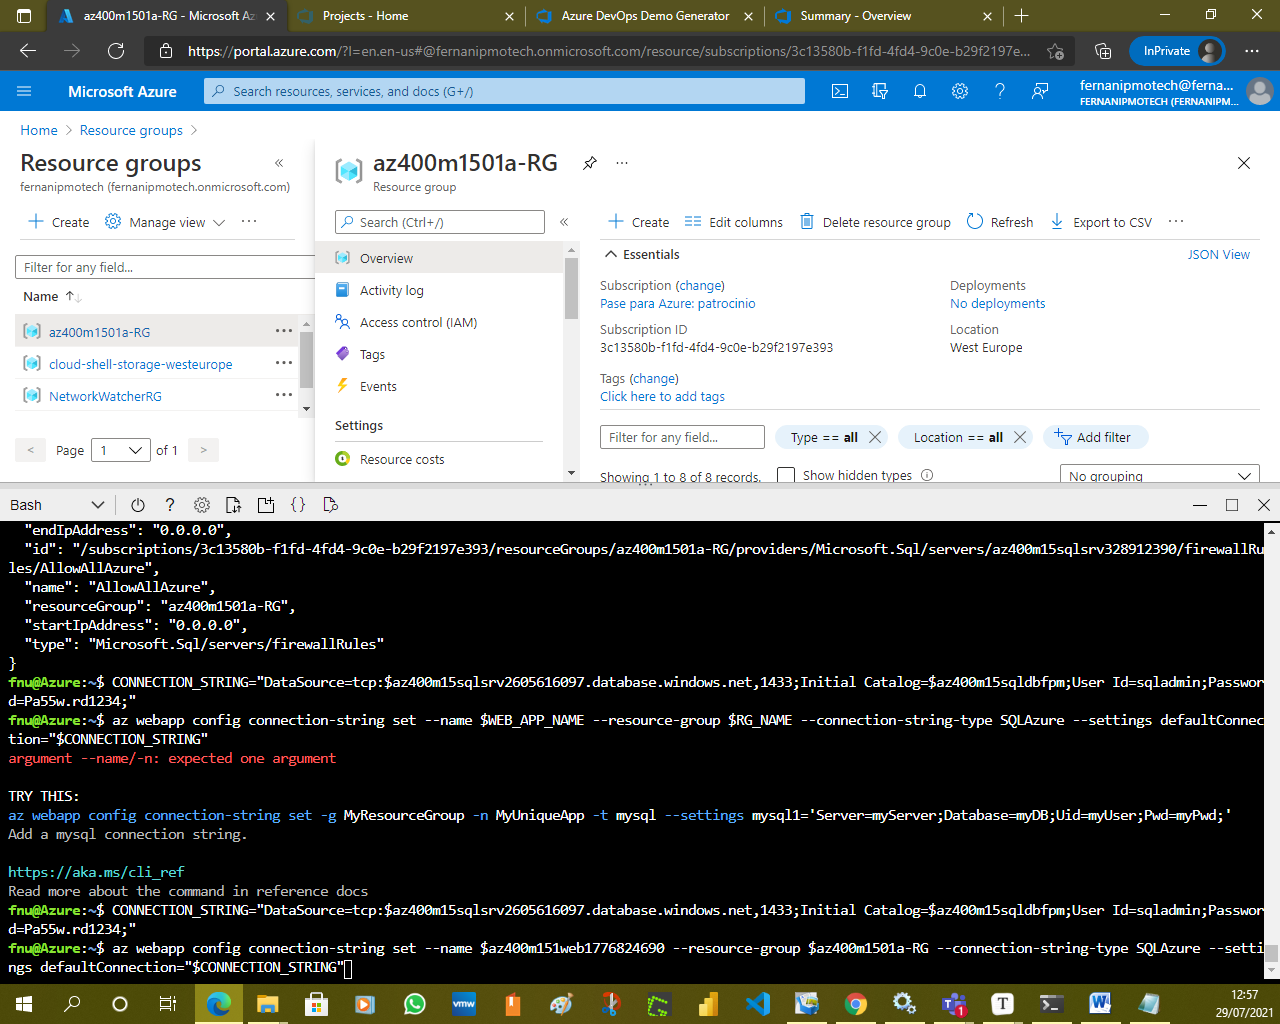 az400m1501a-RG - Microsoft Az
Projects - Home
Azure DevOps Demo Generator
Summary - Overview
https://portal.azure.com/?l=en.en-us#@fernanipmotech.onmicrosoft.com/resource/subscriptions/3c13580b-f1fd-4fd4-9c0e-b29f2197e...
InPrivate
Microsoft Azure
Search resources, services, and docs (G+/)
fernanipmotech@ferna...
FERNANIPMOTECH (FERNANIPM...
Home > Resource groups >
Resource groups
fernanipmotech (fernanipmotech.onmicrosoft.com)
Create
Manage view
Filter for any field...
Name
az400m1501a-RG
cloud-shell-storage-westeurope
NetworkWatcherRG
< Page 1 of 1 >
az400m1501a-RG
Resource group
Search (Ctrl+/)
Overview
Activity log
Access control (IAM)
Tags
Events
Settings
Resource costs
Create
Edit columns
Delete resource group
Refresh
Export to CSV
Essentials
JSON View
Subscription (change)
Pase para Azure: patrocinio
Subscription ID
3c13580b-f1fd-4fd4-9c0e-b29f2197e393
Deployments
No deployments
Location
West Europe
Tags (change)
Click here to add tags
Filter for any field...
Type == all
Location == all
Add filter
Showing 1 to 8 of 8 records.
Show hidden types
No grouping
Bash
"endIpAddress": "0.0.0.0",
"id": "/subscriptions/3c13580b-f1fd-4fd4-9c0e-b29f2197e393/resourceGroups/az400m1501a-RG/providers/Microsoft.Sql/servers/az400m15sqlsrv328912390/firewallRu
les/AllowAllAzure",
"name": "AllowAllAzure",
"resourceGroup": "az400m1501a-RG",
"startIpAddress": "0.0.0.0",
"type": "Microsoft.Sql/servers/firewallRules"
}
fnu@Azure:~$ CONNECTION_STRING="DataSource=tcp:$az400m15sqlsrv2605616097.database.windows.net,1433;Initial Catalog=$az400m15sqldbfpm;User Id=sqladmin;Passwor
d=Pa55w.rd1234;"
fnu@Azure:~$ az webapp config connection-string set --name $WEB_APP_NAME --resource-group $RG_NAME --connection-string-type SQLAzure --settings defaultConnec
tion="$CONNECTION_STRING"
argument --name/-n: expected one argument
TRY THIS:
az webapp config connection-string set -g MyResourceGroup -n MyUniqueApp -t mysql --settings mysql1='Server=myServer;Database=myDB;Uid=myUser;Pwd=myPwd;'
Add a mysql connection string.
https://aka.ms/cli_ref
Read more about the command in reference docs
fnu@Azure:~$ CONNECTION_STRING="DataSource=tcp:$az400m15sqlsrv2605616097.database.windows.net,1433;Initial Catalog=$az400m15sqldbfpm;User Id=sqladmin;Passwor
d=Pa55w.rd1234;"
fnu@Azure:~$ az webapp config connection-string set --name $az400m151web1776824690 --resource-group $az400m1501a-RG --connection-string-type SQLAzure --setti
ngs defaultConnection="$CONNECTION_STRING"
12:57
29/07/2021